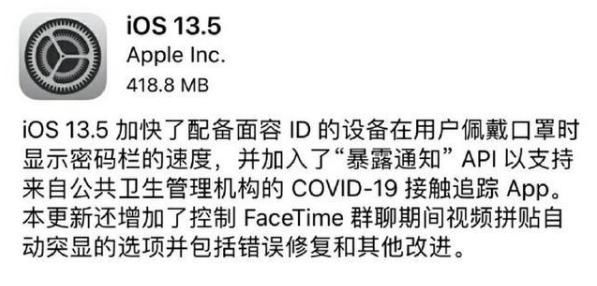 iOS 13.5
Apple Inc.
418.8 MB
iOS 13.5 加快了配备面容 ID 的设备在用户佩戴口罩时
显示密码栏的速度，并加入了“暴露通知” API 以支持
来自公共卫生管理机构的 COVID-19 接触追踪 App。
本更新还增加了控制 FaceTime 群聊期间视频拼贴自
动突显的选项并包括错误修复和其他改进。